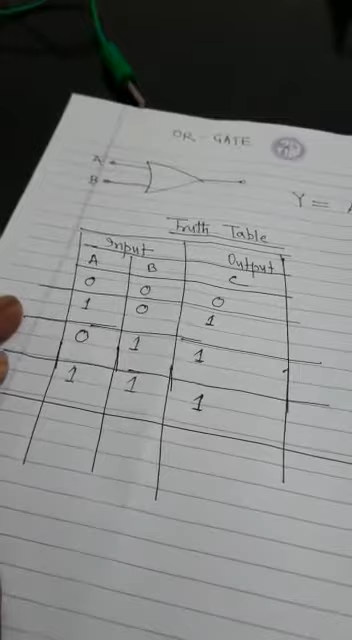 OR-GATE
A
B
Y =
Truth Table
Input Output
A B C
0 0 0
1 0 1
0 1 1
1 1 1